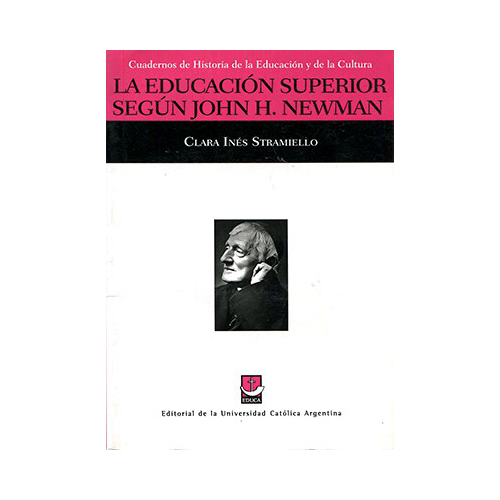 Cuadernos de Historia de la Educación y de la Cultura
LA EDUCACIÓN SUPERIOR
SEGÚN JOHN H. NEWMAN
CLARA INÉS STRAMIELLO
EDUCA
Editorial de la Universidad Católica Argentina